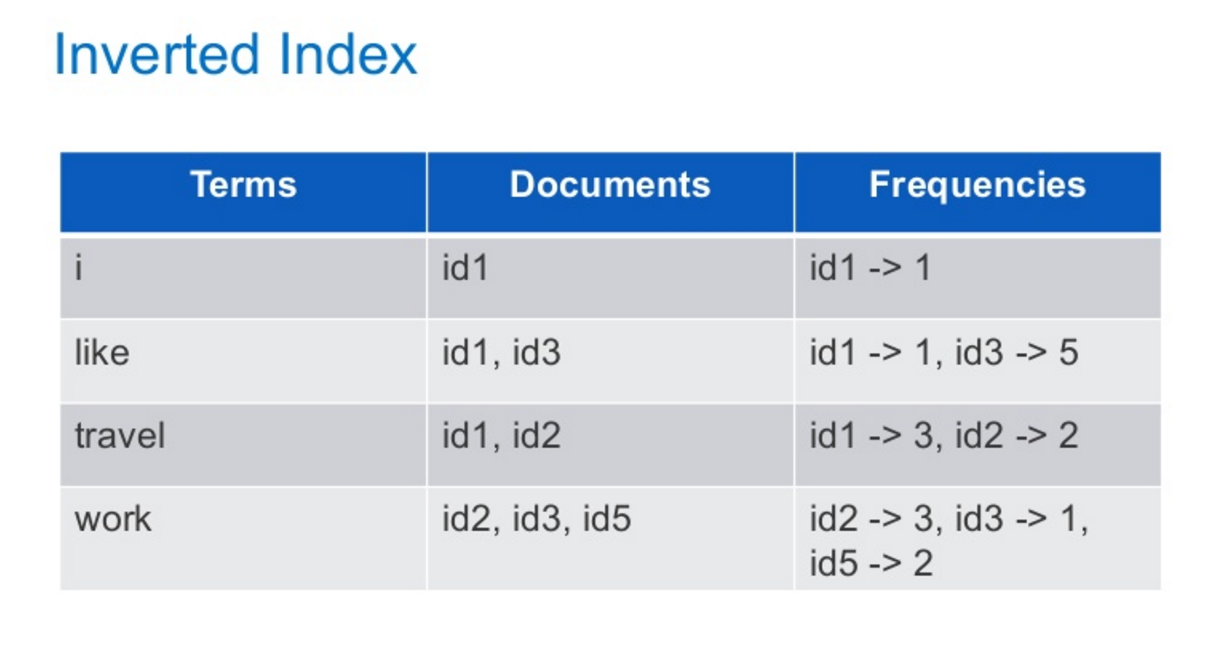 Inverted Index
Terms Documents Frequencies
i id1 id1 -> 1
like id1, id3 id1 -> 1, id3 -> 5
travel id1, id2 id1 -> 3, id2 -> 2
work id2, id3, id5 id2 -> 3, id3 -> 1,
id5 -> 2